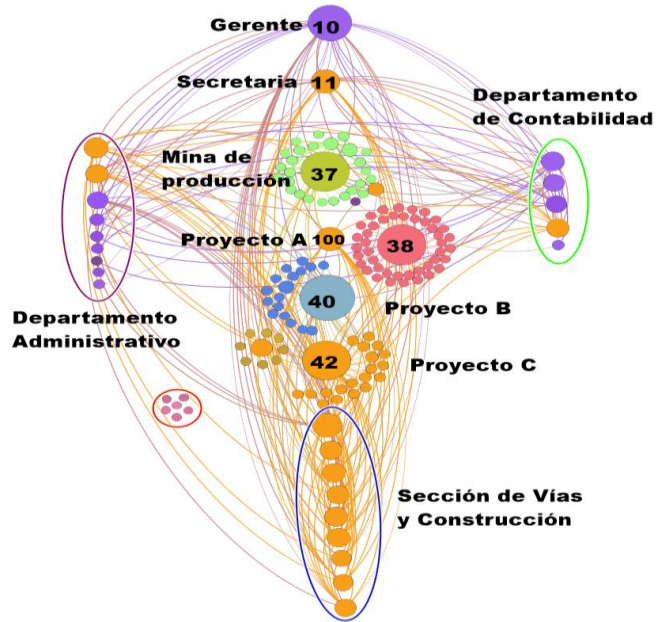 Gerente 10
Secretaria 11
Departamento
de Contabilidad
Mina de
producción
37
Proyecto A 100
38
40
Proyecto B
Departamento
Administrativo
42
Proyecto C
Sección de Vías
y Construcción